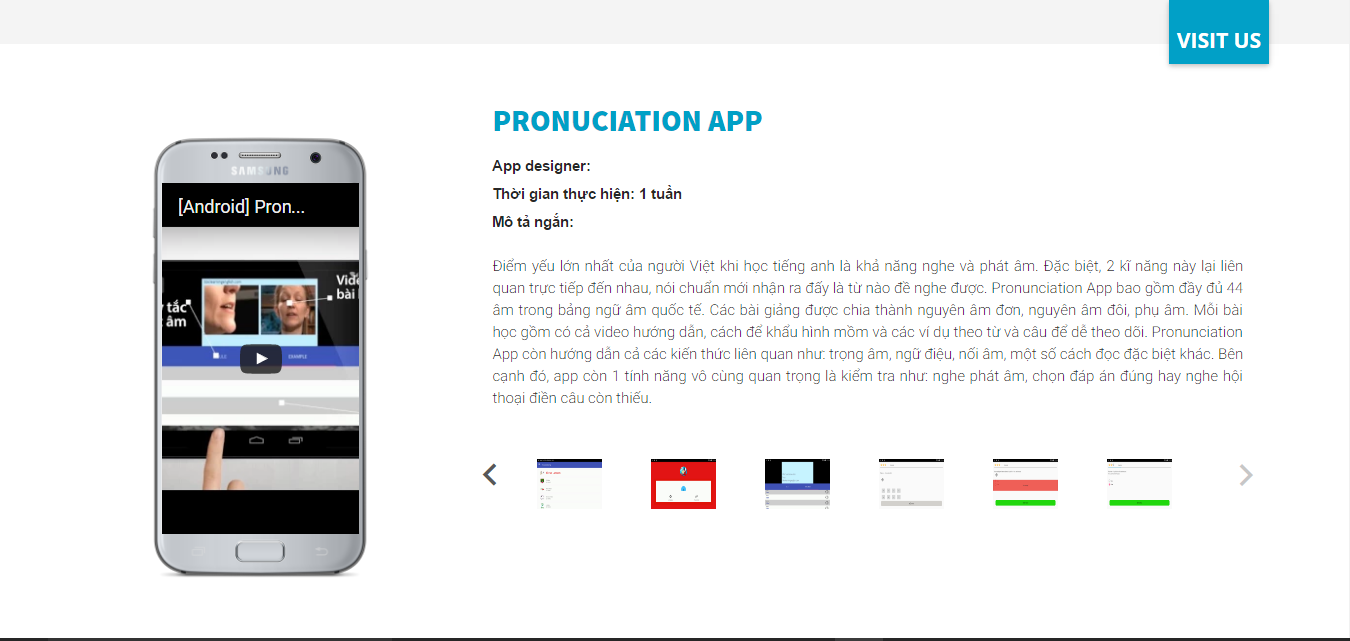 VISIT US
PRONUCIATION APP
App designer:
Thời gian thực hiện: 1 tuần
Mô tả ngắn:
Điểm yếu lớn nhất của người Việt khi học tiếng anh là khả năng nghe và phát âm. Đặc biệt, 2 kĩ năng này lại liên
quan trực tiếp đến nhau, nói chuẩn mới nhận ra đấy là từ nào đề nghe được. Pronunciation App bao gồm đầy đủ 44
âm trong bảng ngữ âm quốc tế. Các bài giảng được chia thành nguyên âm đơn, nguyên âm đôi, phụ âm. Mỗi bài
học gồm có cả video hướng dẫn, cách để khẩu hình mồm và các ví dụ theo từ và câu để dễ theo dõi. Pronunciation
App còn hướng dẫn cả các kiến thức liên quan như: trọng âm, ngữ điệu, nối âm, một số cách đọc đặc biệt khác. Bên
cạnh đó, app còn 1 tính năng vô cùng quan trọng là kiểm tra như: nghe phát âm, chọn đáp án đúng hay nghe hội
thoại điền câu còn thiếu.
SAMSUNG
[Android] Pron...
Vide
bài
tắc
âm
EXAMPLE